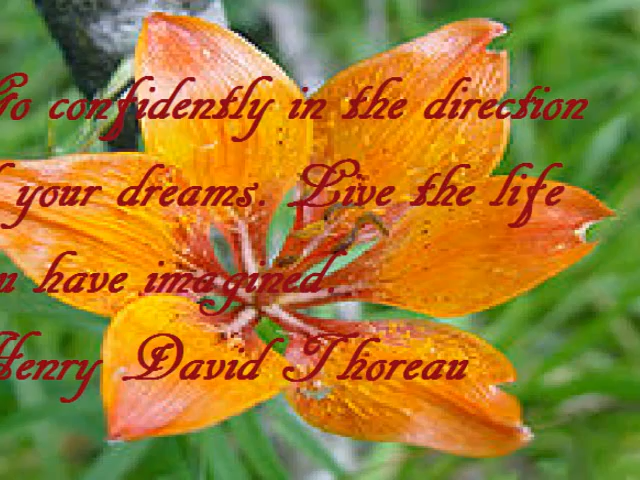 Go confidently in the direction
your dreams. Live the life
have imagined.
Henry David Thoreau